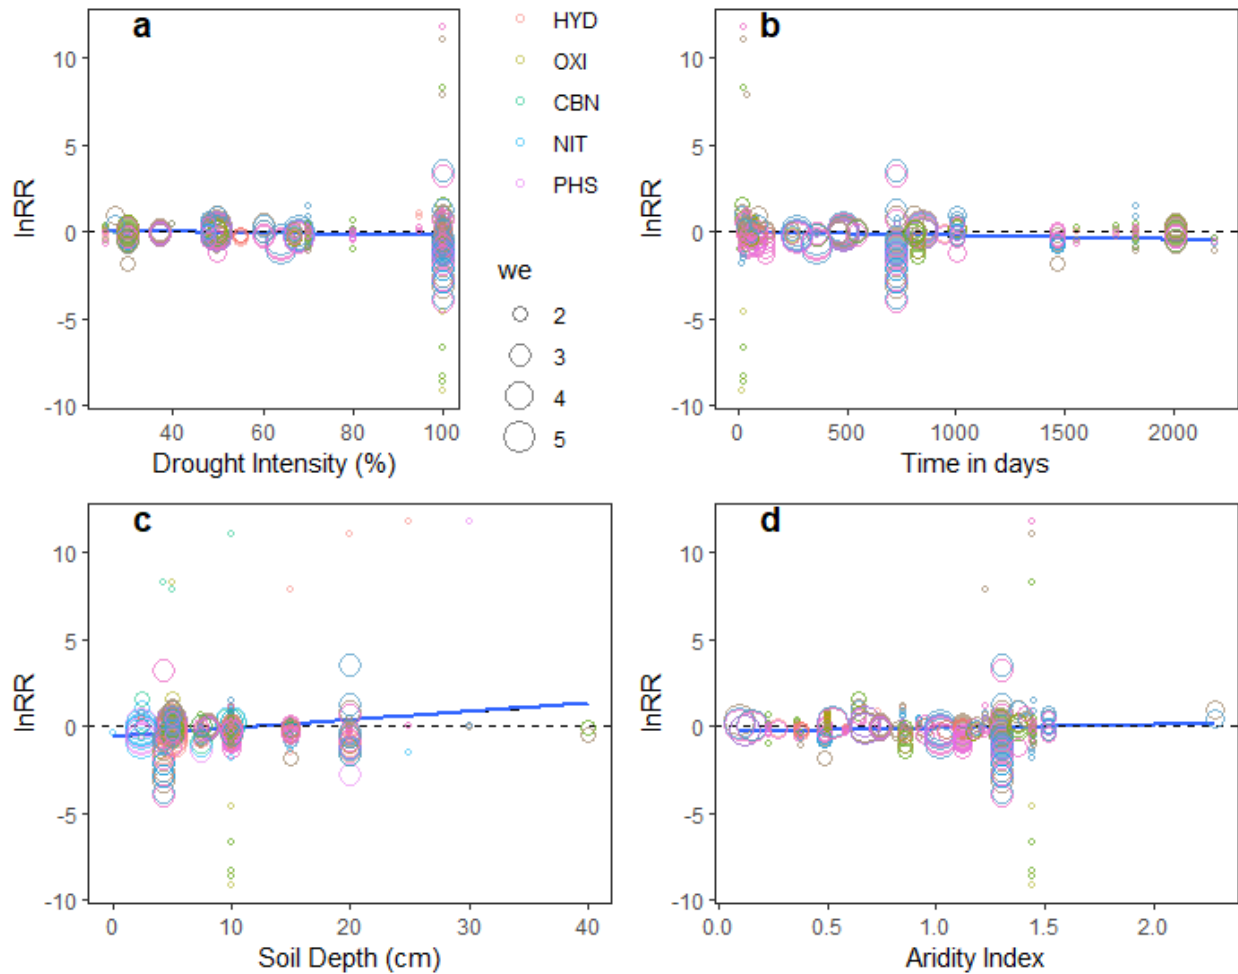 a
lnRR
10
5
0
-5
-10
40
60
80
100
Drought Intensity (%)
HYD
OXI
CBN
NIT
PHS
we
2
3
4
5
b
lnRR
10
5
0
-5
-10
0
500
1000
1500
2000
Time in days
c
lnRR
10
5
0
-5
-10
0
10
20
30
40
Soil Depth (cm)
d
lnRR
10
5
0
-5
-10
0.0
0.5
1.0
1.5
2.0
Aridity Index